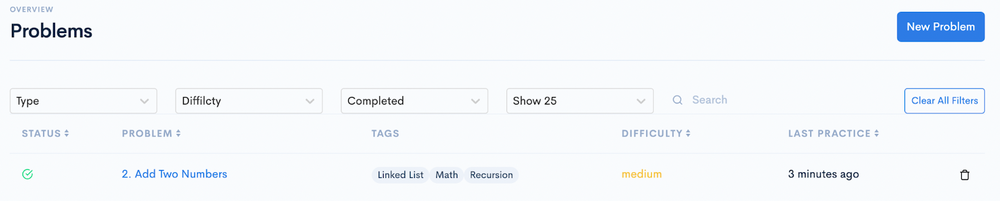 OVERVIEW
Problems
New Problem
Type
Diffilcty
Completed
Show 25
Search
Clear All Filters
STATUS PROBLEM TAGS DIFFICULTY LAST PRACTICE
2. Add Two Numbers Linked List Math Recursion medium 3 minutes ago